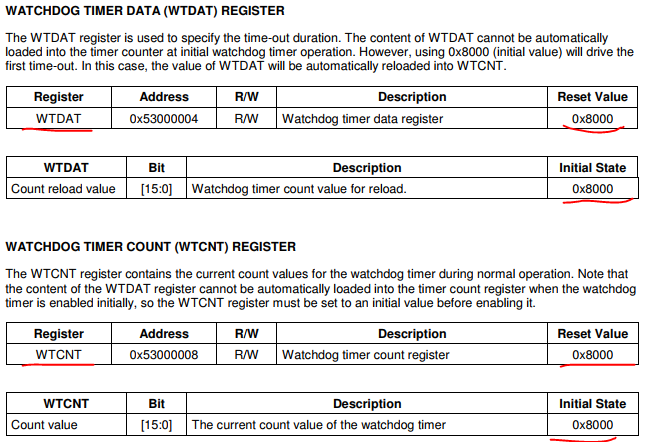 WATCHDOG TIMER DATA (WTDAT) REGISTER
The WTDAT register is used to specify the time-out duration. The content of WTDAT cannot be automatically
loaded into the timer counter at initial watchdog timer operation. However, using 0x8000 (initial value) will drive the
first time-out. In this case, the value of WTDAT will be automatically reloaded into WTCNT.
Register Address R/W Description Reset Value
WTDAT 0x53000004 R/W Watchdog timer data register 0x8000
WTDAT Bit Description Initial State
Count reload value [15:0] Watchdog timer count value for reload. 0x8000
WATCHDOG TIMER COUNT (WTCNT) REGISTER
The WTCNT register contains the current count values for the watchdog timer during normal operation. Note that
the content of the WTDAT register cannot be automatically loaded into the timer count register when the watchdog
timer is enabled initially, so the WTCNT register must be set to an initial value before enabling it.
Register Address R/W Description Reset Value
WTCNT 0x53000008 R/W Watchdog timer count register 0x8000
WTCNT Bit Description Initial State
Count value [15:0] The current count value of the watchdog timer 0x8000